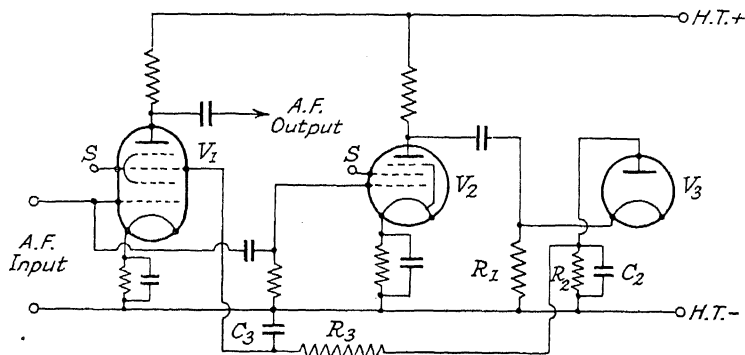 H.T.+
A.F.
Output
S
V1
S
V2
V3
A.F.
Input
R1
R2
C2
C3
R3
H.T.-